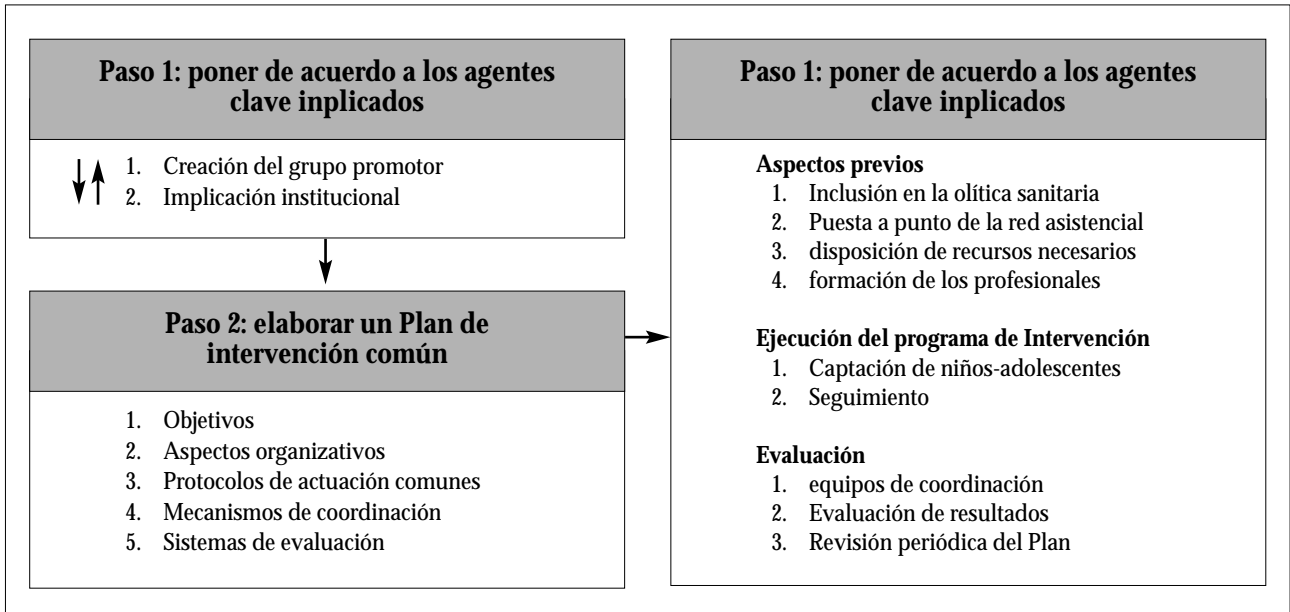 Paso 1: poner de acuerdo a los agentes
clave inplicados
1. Creación del grupo promotor
2. Implicación institucional
Paso 2: elaborar un Plan de
intervención común
1. Objetivos
2. Aspectos organizativos
3. Protocolos de actuación comunes
4. Mecanismos de coordinación
5. Sistemas de evaluación
Paso 1: poner de acuerdo a los agentes
clave inplicados
Aspectos previos
1. Inclusión en la olítica sanitaria
2. Puesta a punto de la red asistencial
3. disposición de recursos necesarios
4. formación de los profesionales
Ejecución del programa de Intervención
1. Captación de niños-adolescentes
2. Seguimiento
Evaluación
1. equipos de coordinación
2. Evaluación de resultados
3. Revisión periódica del Plan